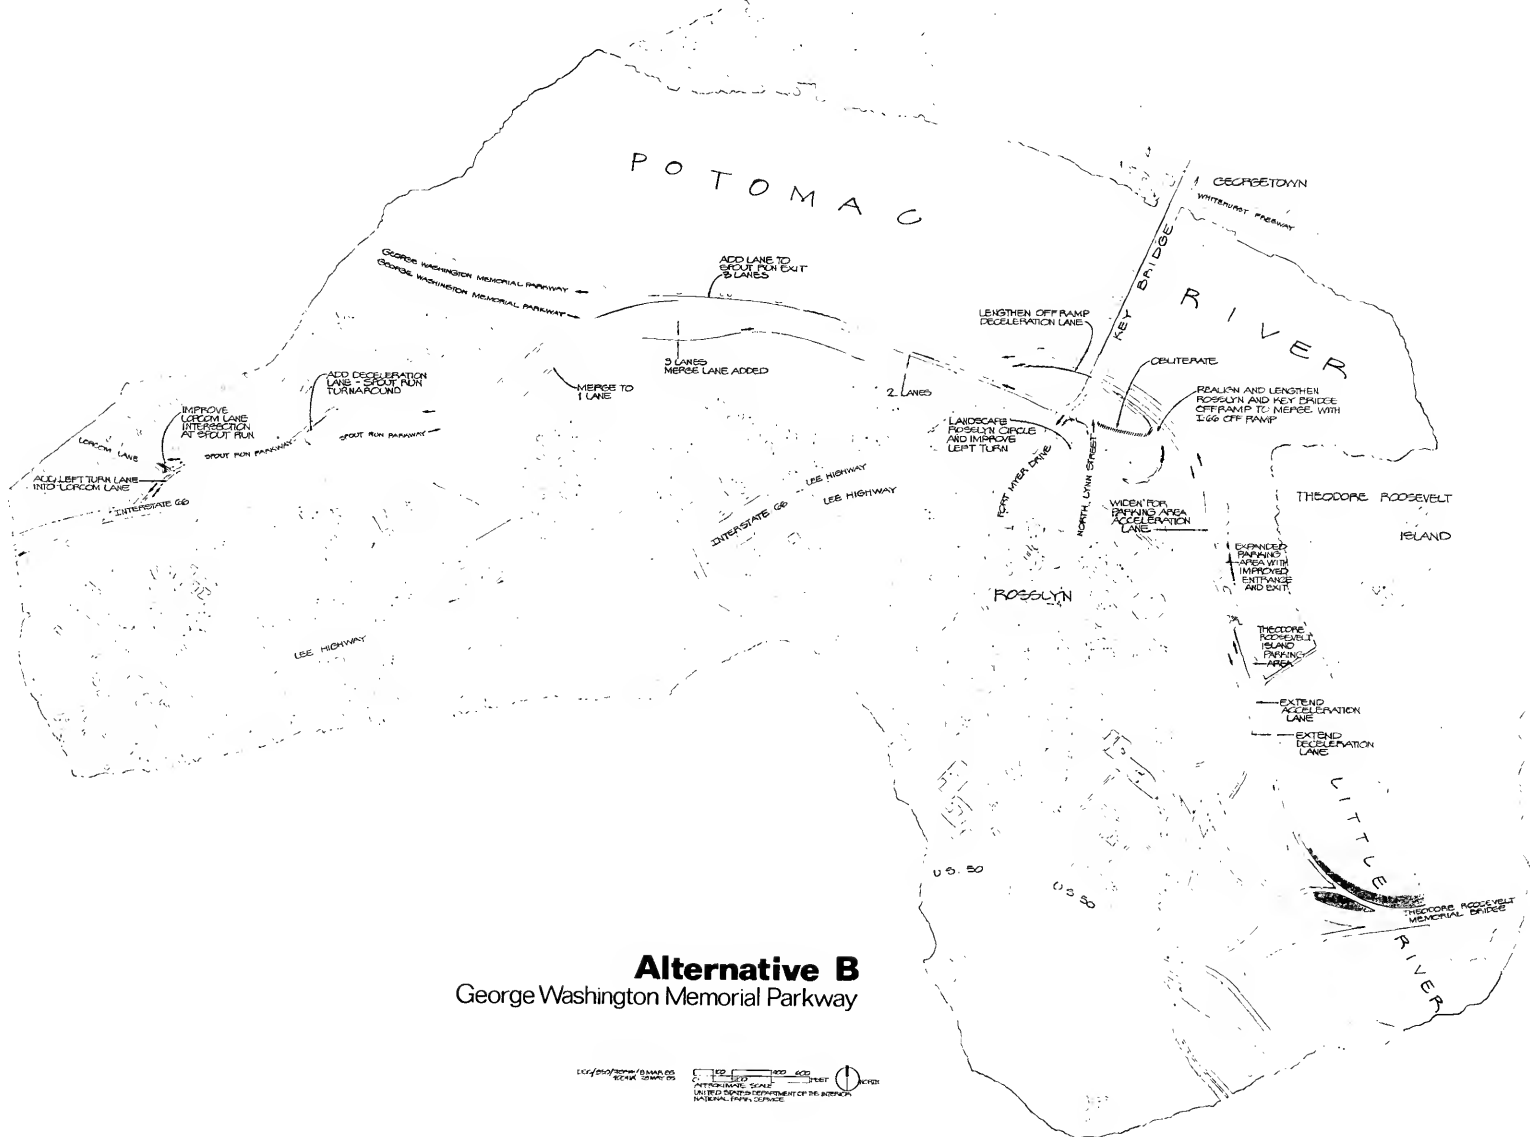 POTOMAC
RIVER
GEORGETOWN
WHITEHURST FREEWAY
KEY BRIDGE
GEORGE WASHINGTON MEMORIAL PARKWAY
GEORGE WASHINGTON MEMORIAL PARKWAY
ADD LANE TO
SPOUT RUN EXIT
3 LANES
LENGTHEN OFF RAMP
DECELERATION LANE
OBLITERATE
3 LANES
MERGE LANE ADDED
2 LANES
REALIGN AND LENGTHEN
ROSSLYN AND KEY BRIDGE
OFFRAMP TO MERGE WITH
I-66 OFF RAMP
ADD DECELERATION
LANE - SPOUT RUN
TURNAROUND
MERGE TO
1 LANE
IMPROVE
LORCOM LANE
INTERSECTION
AT SPOUT RUN
LORCOM LANE
SPOUT RUN PARKWAY
SPOUT RUN PARKWAY
ADD LEFT TURN LANE
INTO LORCOM LANE
INTERSTATE 66
LANDSCAPE
ROSSLYN CIRCLE
AND IMPROVE
LEFT TURN
FORT MYER DRIVE
NORTH LYNN STREET
LEE HIGHWAY
LEE HIGHWAY
INTERSTATE 66
WIDEN FOR
PARKING AREA
ACCELERATION
LANE
THEODORE ROOSEVELT
ISLAND
EXPANDED
PARKING
AREA WITH
IMPROVED
ENTRANCE
AND EXIT
ROSSLYN
LEE HIGHWAY
THEODORE
ROOSEVELT
ISLAND
PARKING
AREA
EXTEND
ACCELERATION
LANE
EXTEND
DECELERATION
LANE
LITTLE RIVER
U.S. 50
US 50
THEODORE ROOSEVELT
MEMORIAL BRIDGE
Alternative B
George Washington Memorial Parkway
400 600
FEET
APPROXIMATE SCALE
NORTH
UNITED STATES DEPARTMENT OF THE INTERIOR
NATIONAL PARK SERVICE